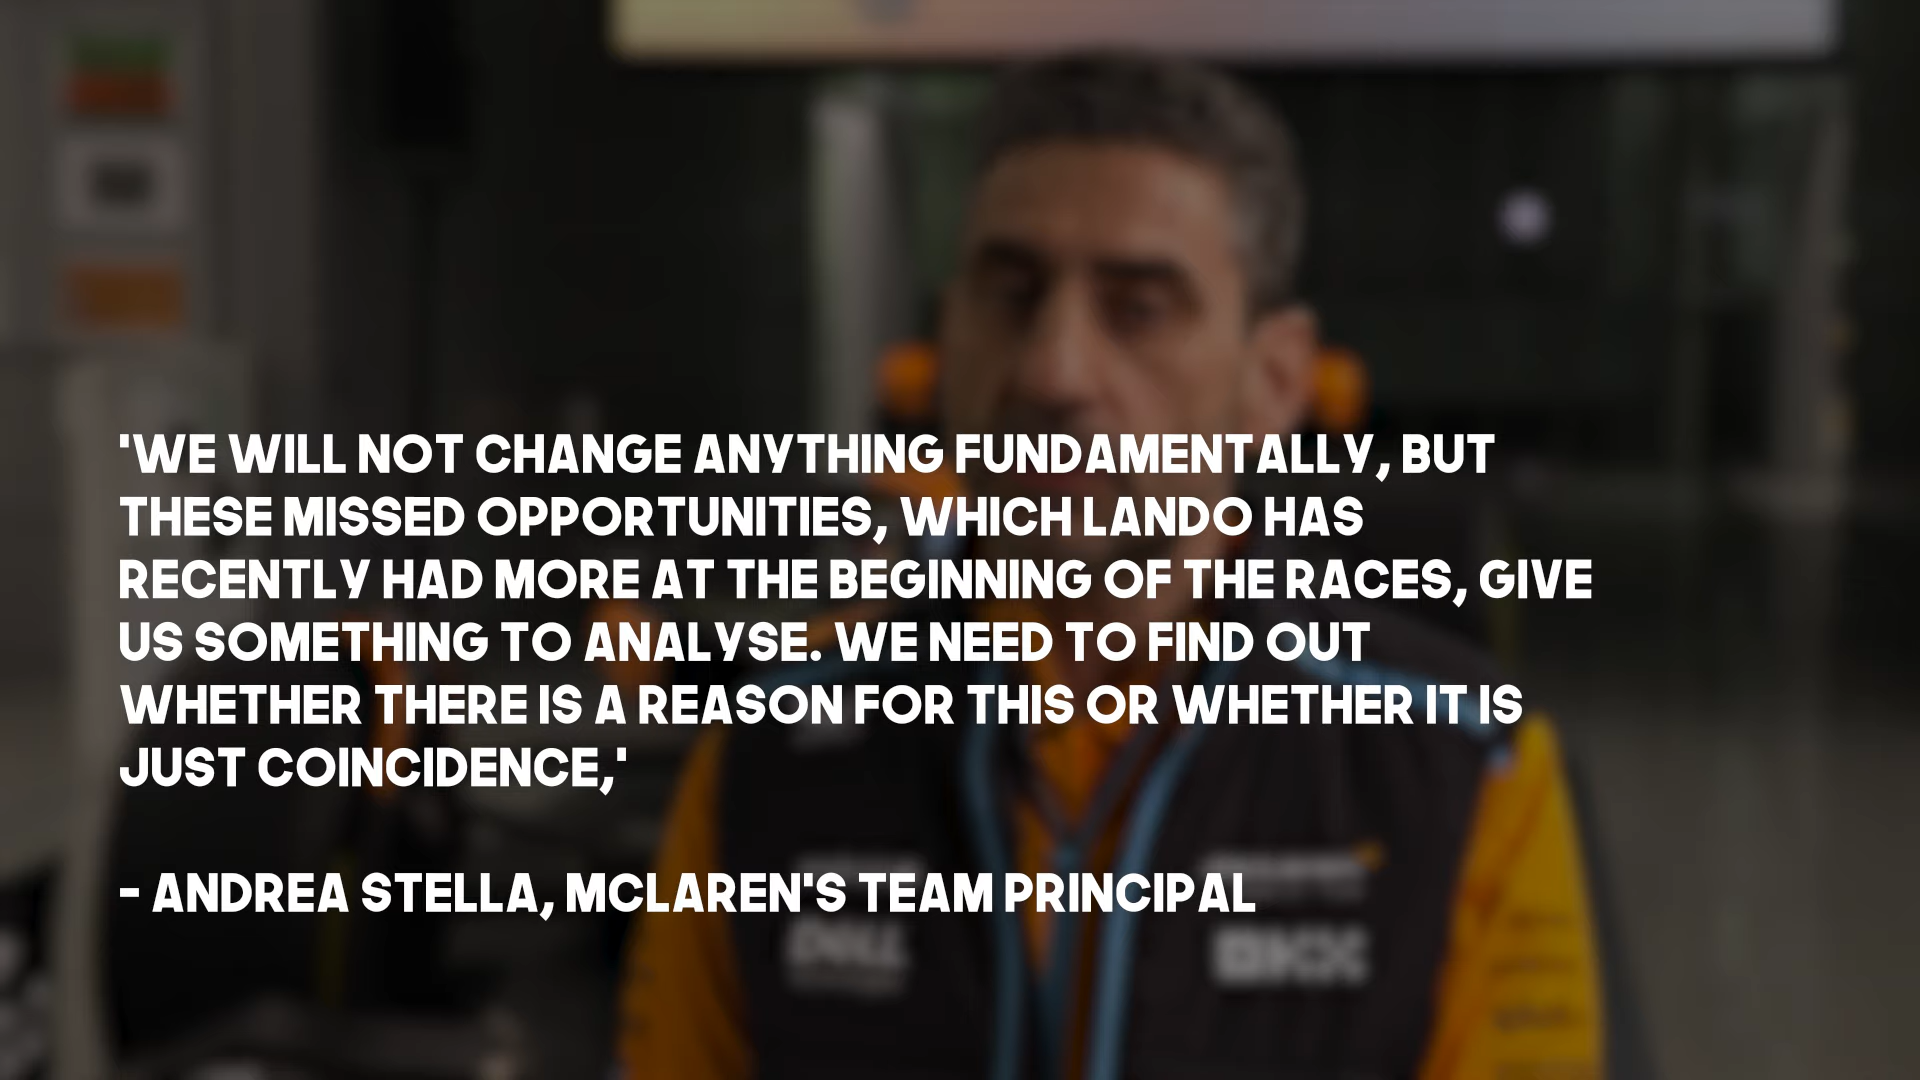 'WE WILL NOT CHANGE ANYTHING FUNDAMENTALLY, BUT
THESE MISSED OPPORTUNITIES, WHICH LANDO HAS
RECENTLY HAD MORE AT THE BEGINNING OF THE RACES, GIVE
US SOMETHING TO ANALYSE. WE NEED TO FIND OUT
WHETHER THERE IS A REASON FOR THIS OR WHETHER IT IS
JUST COINCIDENCE,'
- ANDREA STELLA, MCLAREN'S TEAM PRINCIPAL
DELL
OKX